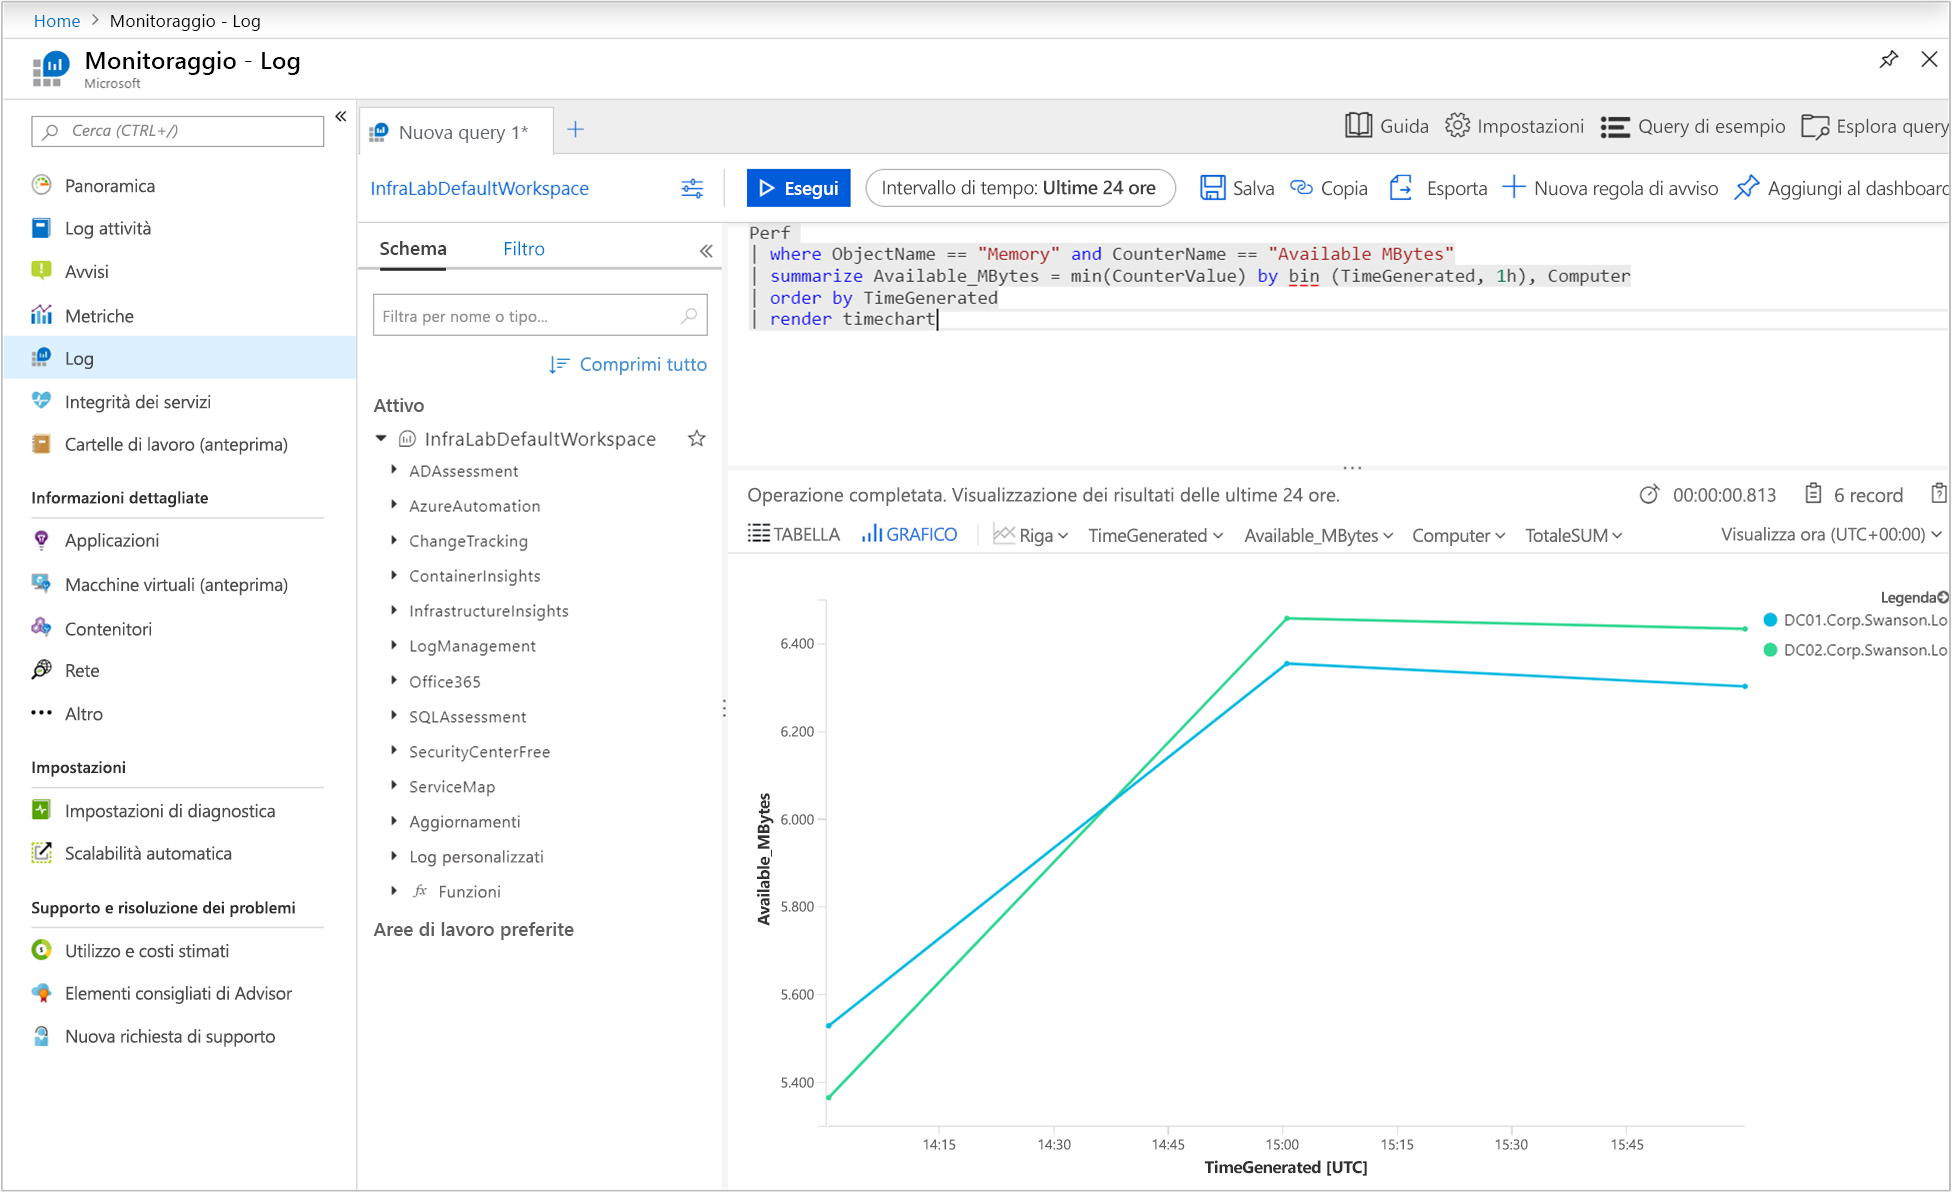 Home > Monitoraggio - Log
Monitoraggio - Log
Microsoft
Cerca (CTRL+/)
Panoramica
Log attività
Avvisi
Metriche
Log
Integrità dei servizi
Cartelle di lavoro (anteprima)
Informazioni dettagliate
Applicazioni
Macchine virtuali (anteprima)
Contenitori
Rete
Altro
Impostazioni
Impostazioni di diagnostica
Scalabilità automatica
Supporto e risoluzione dei problemi
Utilizzo e costi stimati
Elementi consigliati di Advisor
Nuova richiesta di supporto
Nuova query 1*
Guida Impostazioni Query di esempio Esplora query
InfraLabDefaultWorkspace
Esegui Intervallo di tempo: Ultime 24 ore Salva Copia Esporta Nuova regola di avviso Aggiungi al dashboard
Schema Filtro
Filtra per nome o tipo...
Comprimi tutto
Attivo
InfraLabDefaultWorkspace
ADAssessment
AzureAutomation
ChangeTracking
ContainerInsights
InfrastructureInsights
LogManagement
Office365
SQLAssessment
SecurityCenterFree
ServiceMap
Aggiornamenti
Log personalizzati
fx Funzioni
Aree di lavoro preferite
Perf
| where ObjectName == "Memory" and CounterName == "Available MBytes"
| summarize Available_MBytes = min(CounterValue) by bin (TimeGenerated, 1h), Computer
| order by TimeGenerated
| render timechart
Operazione completata. Visualizzazione dei risultati delle ultime 24 ore. 00:00:00.813 6 record
TABELLA GRAFICO Riga TimeGenerated Available_MBytes Computer TotaleSUM Visualizza ora (UTC+00:00)
Legenda
DC01.Corp.Swanson.Lo
DC02.Corp.Swanson.Lo
Available_MBytes
6.400
6.200
6.000
5.800
5.600
5.400
14:15 14:30 14:45 15:00 15:15 15:30 15:45
TimeGenerated [UTC]